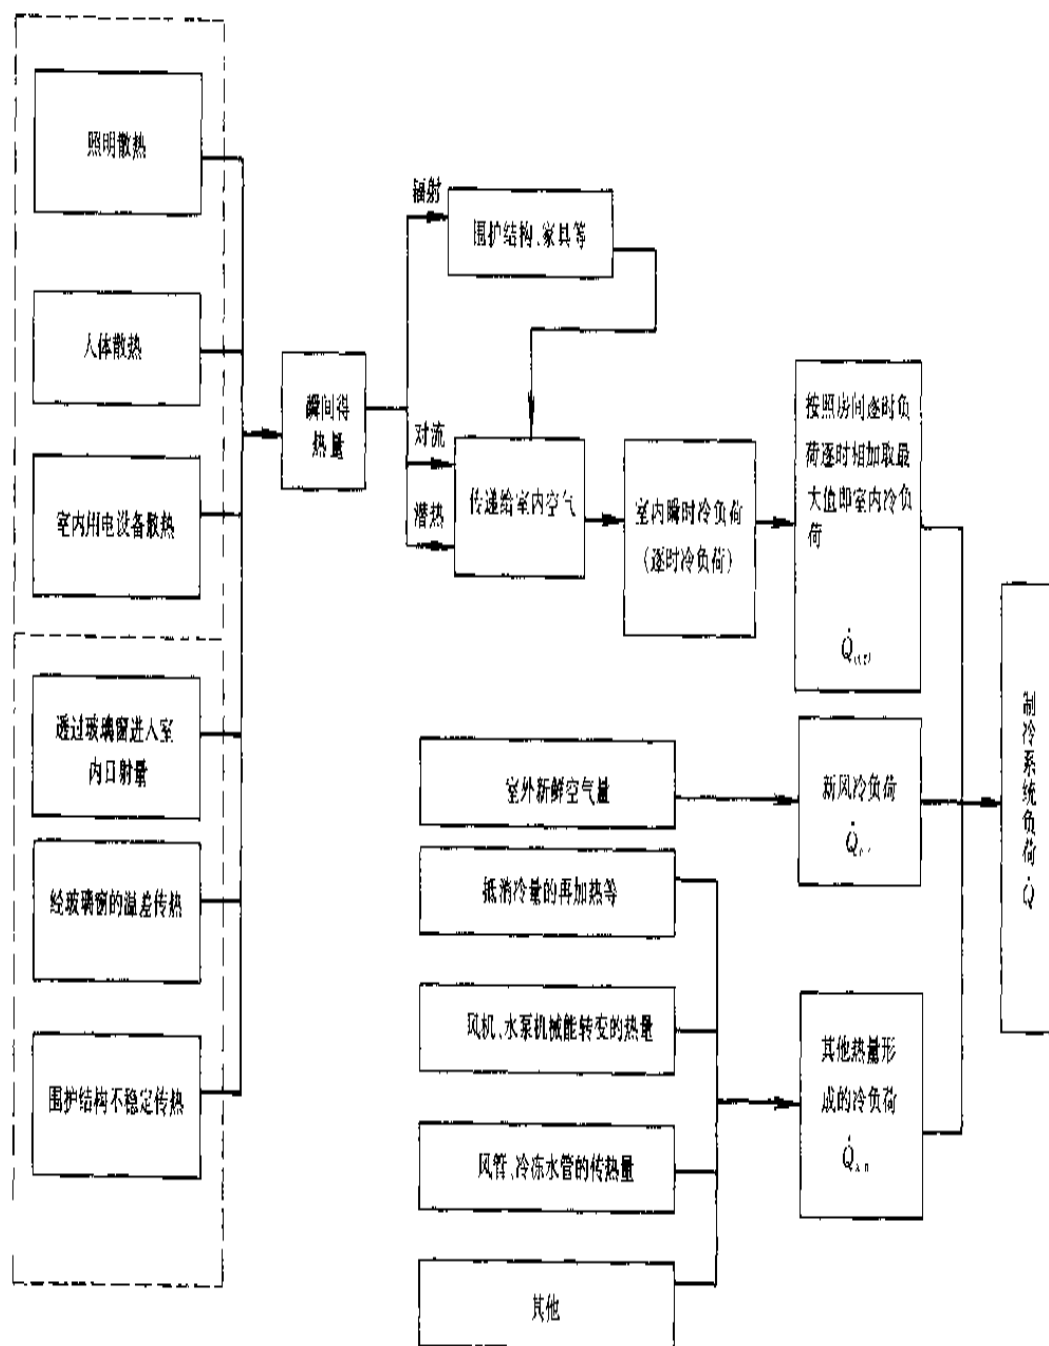 照明散热
人体散热
室内用电设备散热
透过玻璃窗进入室
内日射量
经玻璃窗的温差传热
围护结构不稳定传热
瞬间得
热量
辐射
对流
潜热
围护结构、家具等
传递给室内空气
室内瞬时冷负荷
(逐时冷负荷)
按照房间逐时负
荷逐时相加取最
大值即室内冷负
荷
Q̇
室外新鲜空气量
新风冷负荷
Q̇
抵消冷量的再加热等
风机、水泵机械能转变的热量
风管、冷冻水管的传热量
其他
其他热量形
成的冷负荷
Q̇
制冷系统负荷 Q̇